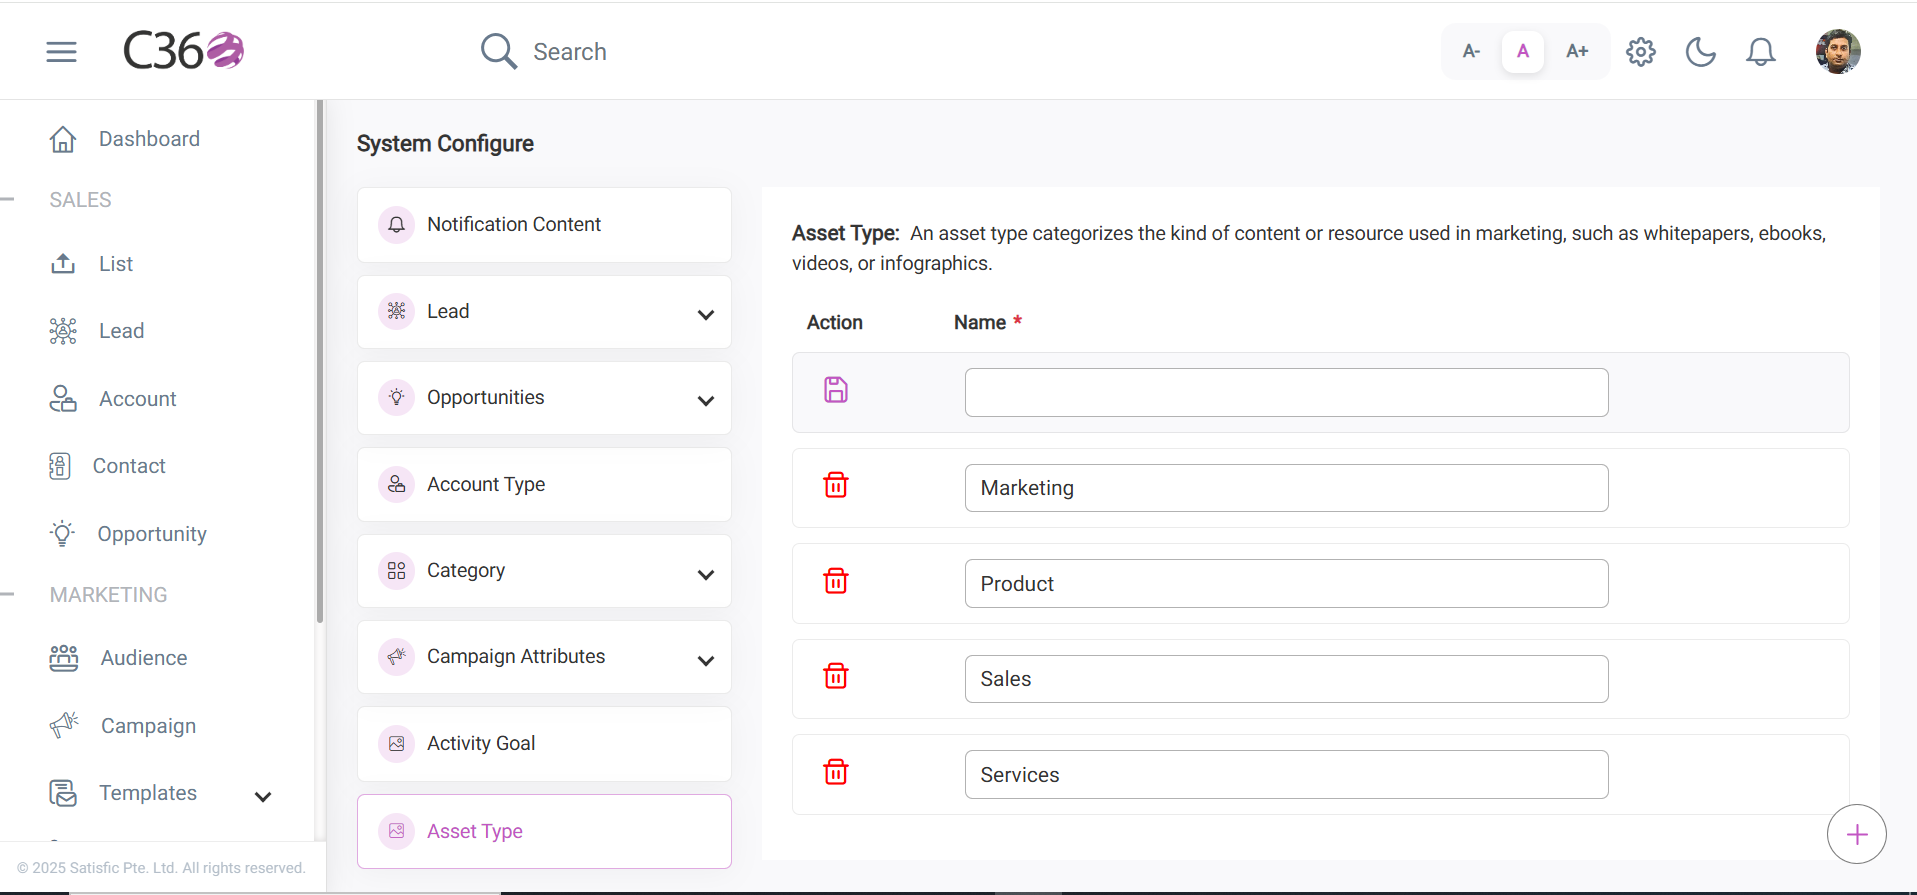 C360
Search
A-
A
A+
Dashboard
SALES
List
Lead
Account
Contact
Opportunity
MARKETING
Audience
Campaign
Templates
© 2025 Satisfic Pte. Ltd. All rights reserved.
System Configure
Notification Content
Lead
Opportunities
Account Type
Category
Campaign Attributes
Activity Goal
Asset Type
Asset Type: An asset type categorizes the kind of content or resource used in marketing, such as whitepapers, ebooks,
videos, or infographics.
Action Name *
Marketing
Product
Sales
Services